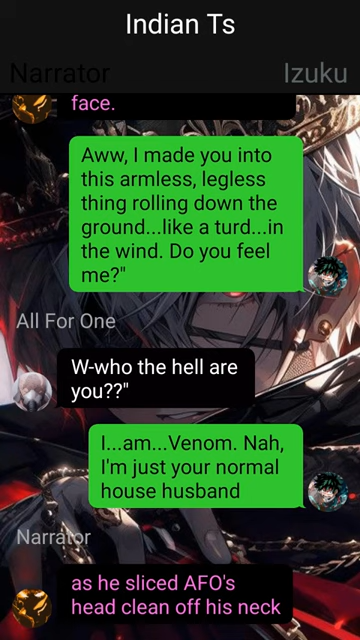 Indian Ts
Narrator
Izuku
face.
Aww, I made you into
this armless, legless
thing rolling down the
ground...like a turd...in
the wind. Do you feel
me?"
All For One
W-who the hell are
you??"
I...am...Venom. Nah,
I'm just your normal
house husband
Narrator
as he sliced AFO's
head clean off his neck